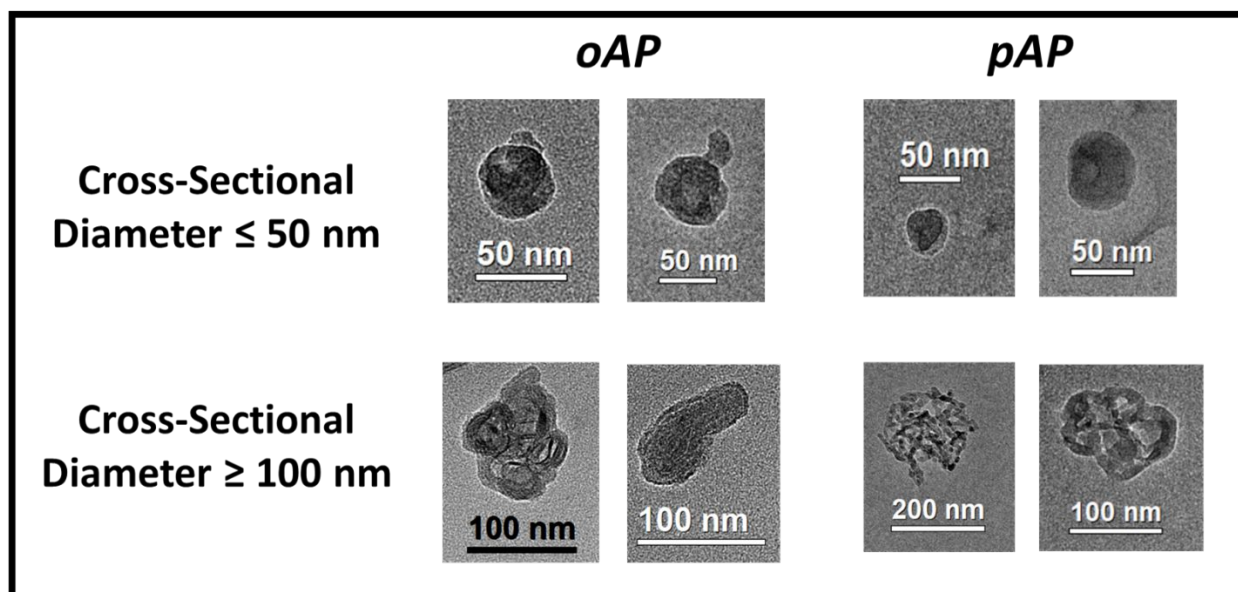 oAP
pAP
Cross-Sectional
Diameter ≤ 50 nm
50 nm
50 nm
50 nm
50 nm
Cross-Sectional
Diameter ≥ 100 nm
100 nm
100 nm
200 nm
100 nm